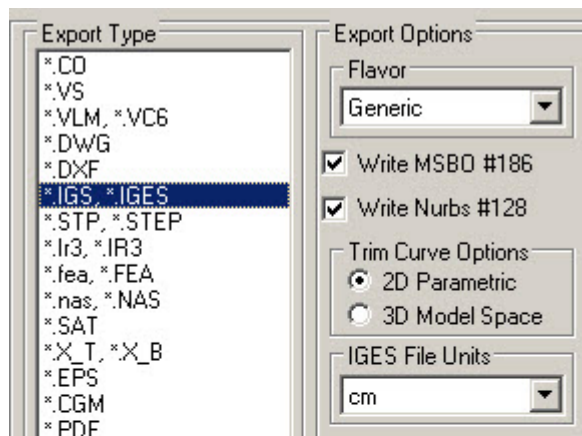 Export Type
*.CO
*.VS
*.VLM, *.VC6
*.DWG
*.DXF
*.IGS, *.IGES
*.STP, *.STEP
*.Ir3, *.IR3
*.fea, *.FEA
*.nas, *.NAS
*.SAT
*.X_T, *.X_B
*.EPS
*.CGM
*.PDF
Export Options
Flavor
Generic
Write MSBO #186
Write Nurbs #128
Trim Curve Options
2D Parametric
3D Model Space
IGES File Units
cm